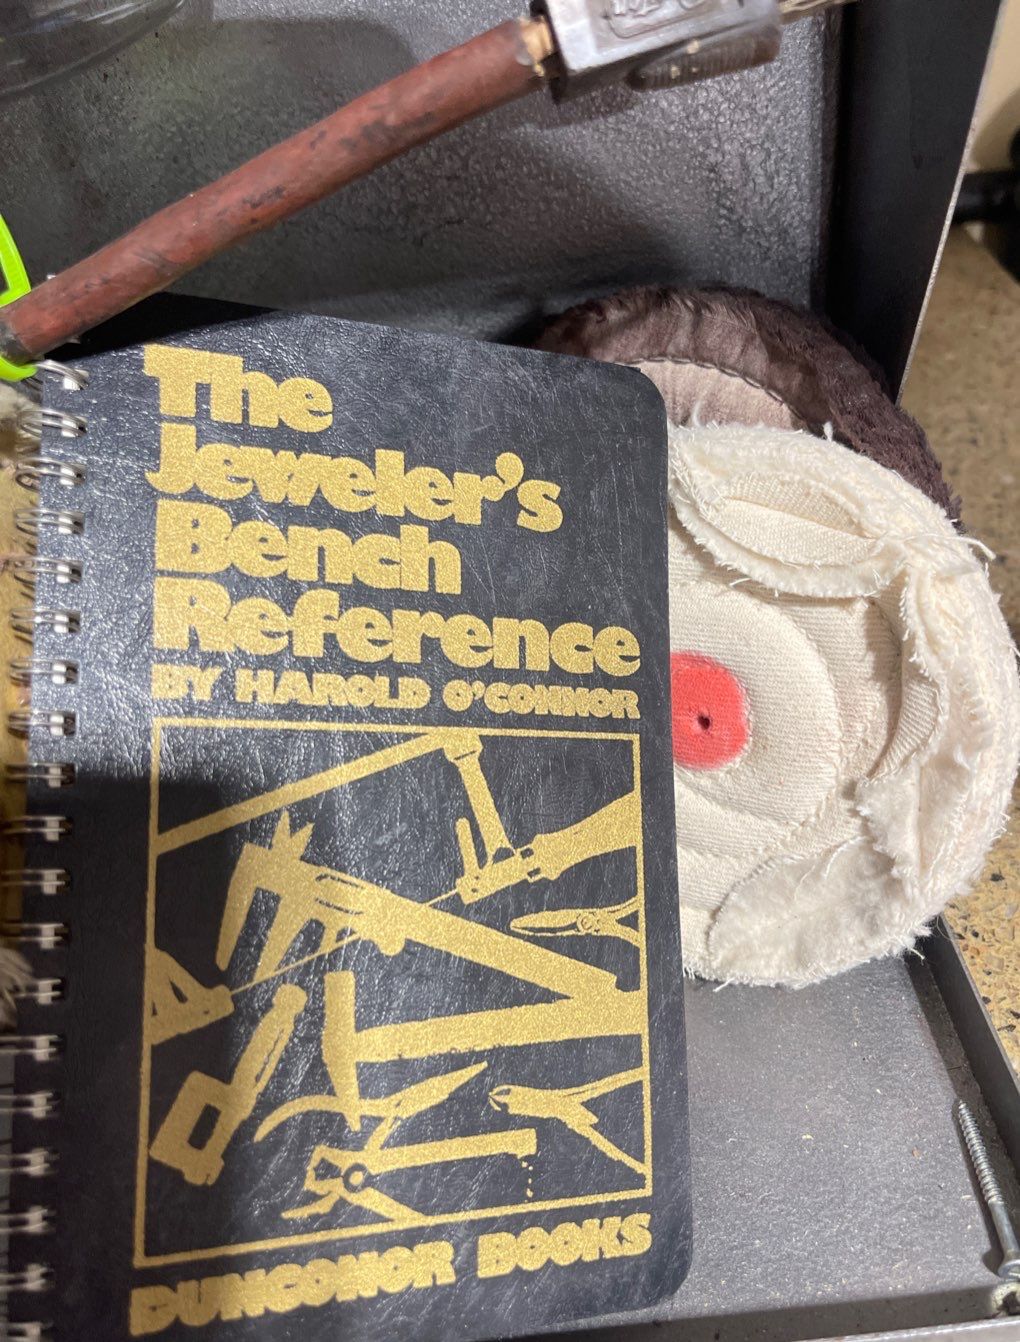 The
Jeweler's
Bench
Reference
BY HAROLD O'CONNOR
DUNCONOR BOOKS